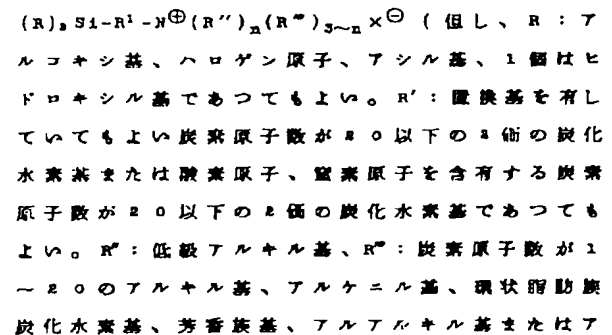 (R)₃Si-R¹-N⊕(R″)ₙ(R‴)₃~ₙ×⊖(但し、R：ア
ルコキシ基、ハロゲン原子、アシル基、1個はヒ
ドロキシル基であつてもよい。R′：置換基を有し
ていてもよい炭素原子数が20以下の2価の炭化
水素基または酸素原子、窒素原子を含有する炭素
原子数が20以下の2価の炭化水素基であつても
よい。R″：低級アルキル基、R‴：炭素原子数が1
～20のアルキル基、アルケニル基、環状脂肪族
炭化水素基、芳香族基、アルアルキル基またはア